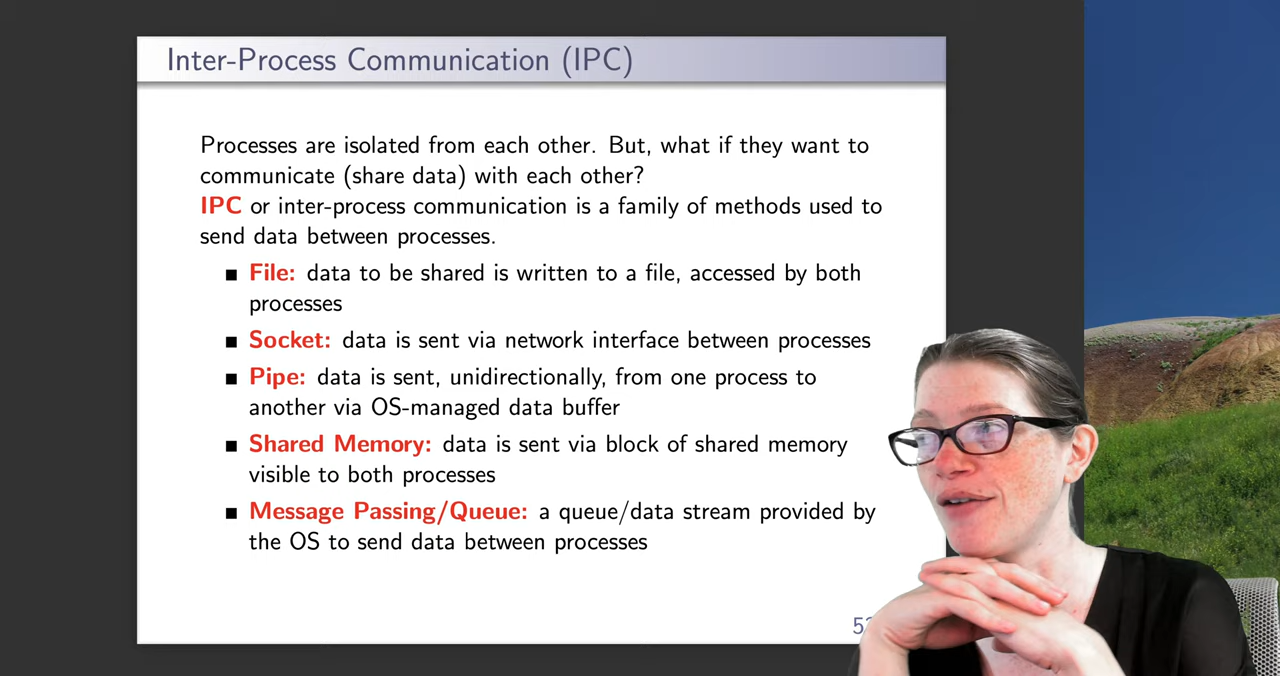 Inter-Process Communication (IPC)
Processes are isolated from each other. But, what if they want to
communicate (share data) with each other?
IPC or inter-process communication is a family of methods used to
send data between processes.
■ File: data to be shared is written to a file, accessed by both
processes
■ Socket: data is sent via network interface between processes
■ Pipe: data is sent, unidirectionally, from one process to
another via OS-managed data buffer
■ Shared Memory: data is sent via block of shared memory
visible to both processes
■ Message Passing/Queue: a queue/data stream provided by
the OS to send data between processes